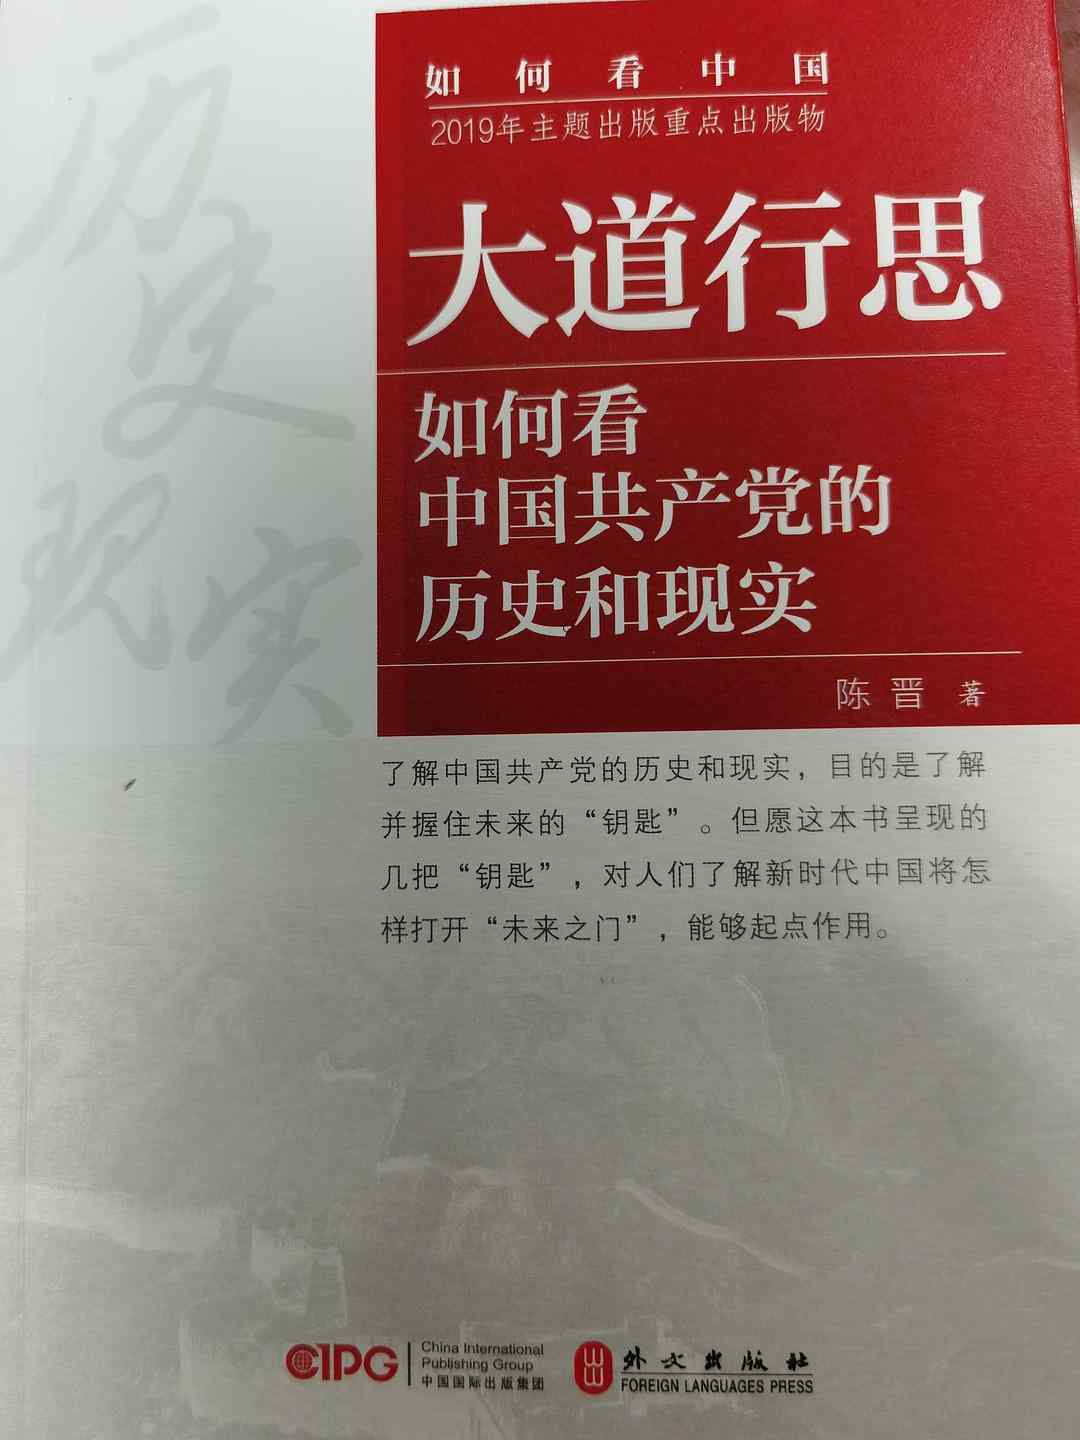 历史现实
如何看中国
2019年主题出版重点出版物
大道行思
如何看
中国共产党的
历史和现实
陈晋 著
了解中国共产党的历史和现实，目的是了解
并握住未来的“钥匙”。但愿这本书呈现的
几把“钥匙”，对人们了解新时代中国将怎
样打开“未来之门”，能够起点作用。
CIPG
China International
Publishing Group
中国国际出版集团
外文出版社
FOREIGN LANGUAGES PRESS